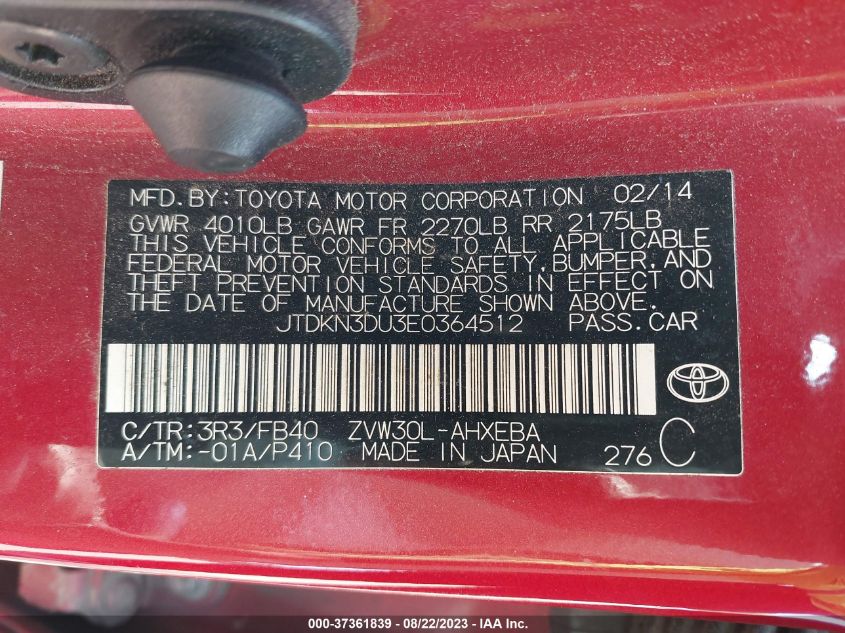 MFD.BY:TOYOTA MOTOR CORPORATION 02/14
GVWR 4010LB GAWR FR 2270LB RR 2175LB
THIS VEHICLE CONFORMS TO ALL APPLICABLE
FEDERAL MOTOR VEHICLE SAFETY, BUMPER, AND
THEFT PREVENTION STANDARDS IN EFFECT ON
THE DATE OF MANUFACTURE SHOWN ABOVE.
JTDKN3DU3E0364512 PASS.CAR
C/TR:3R3/FB40 ZVW30L-AHXEBA
A/TM:-01A/P410 MADE IN JAPAN 276 C
000-37361839 - 08/22/2023 - IAA Inc.